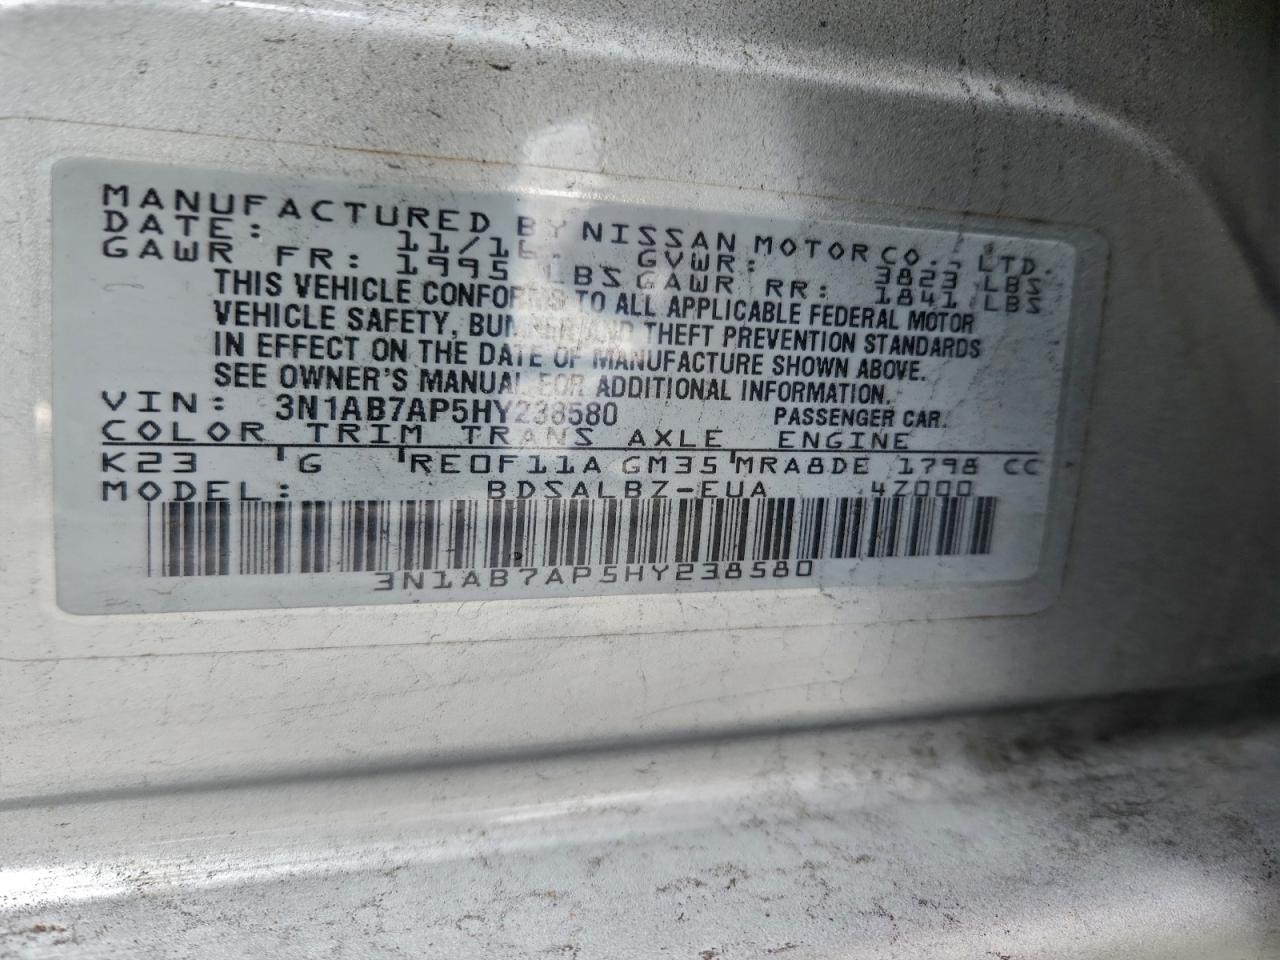 MANUFACTURED BY NISSAN MOTOR CO., LTD.
DATE: 11/16 GVWR: 3823 LBS
GAWR FR: 1995 LBS GAWR RR: 1841 LBS
THIS VEHICLE CONFORMS TO ALL APPLICABLE FEDERAL MOTOR
VEHICLE SAFETY, BUMPER AND THEFT PREVENTION STANDARDS
IN EFFECT ON THE DATE OF MANUFACTURE SHOWN ABOVE.
SEE OWNER'S MANUAL FOR ADDITIONAL INFORMATION.
VIN: 3N1AB7AP5HY238580 PASSENGER CAR.
COLOR TRIM TRANS AXLE ENGINE
K23 'G 'RE0F11A GM35'MRA8DE 1798 CC
MODEL: BDSALBZ-EUA 4Z000
3N1AB7AP5HY238580